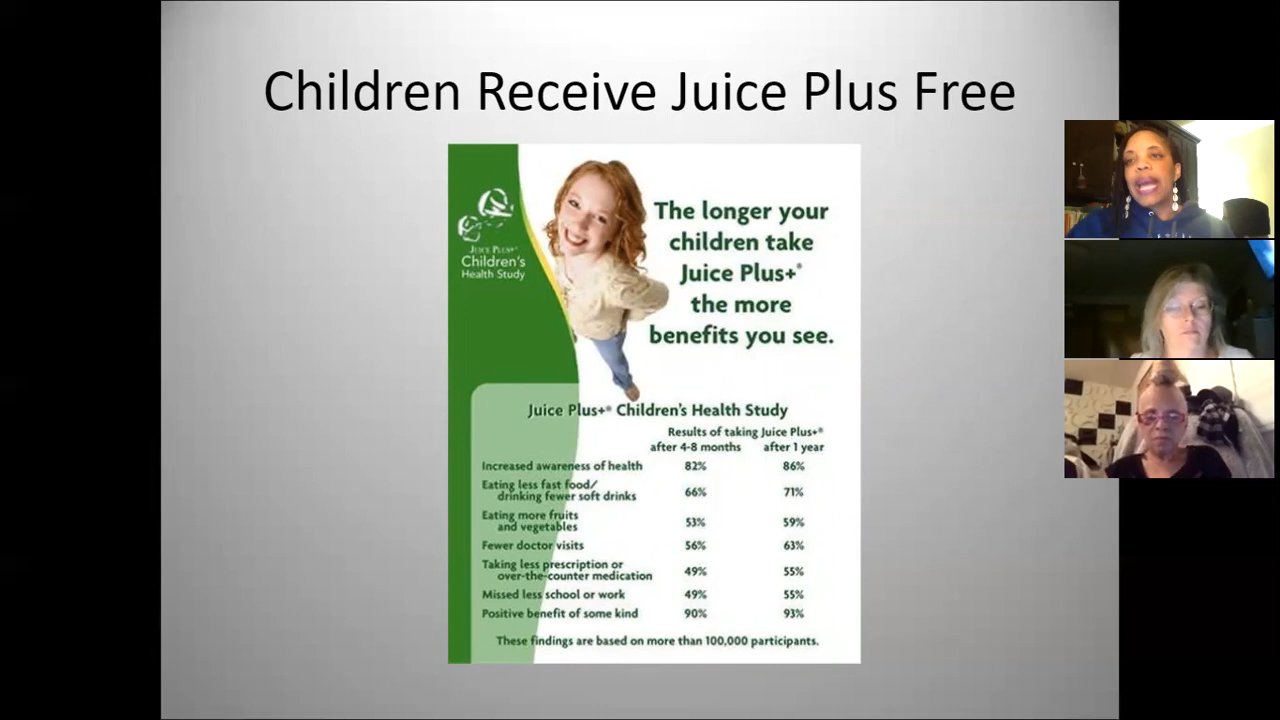 Children Receive Juice Plus Free
JUICE PLUS+®
Children's
Health Study
The longer your
children take
Juice Plus+®
the more
benefits you see.
Juice Plus+® Children's Health Study
Results of taking Juice Plus+®
after 4-8 months after 1 year
Increased awareness of health 82% 86%
Eating less fast food/
drinking fewer soft drinks 66% 71%
Eating more fruits
and vegetables 53% 59%
Fewer doctor visits 56% 63%
Taking less prescription or
over-the-counter medication 49% 55%
Missed less school or work 49% 55%
Positive benefit of some kind 90% 93%
These findings are based on more than 100,000 participants.